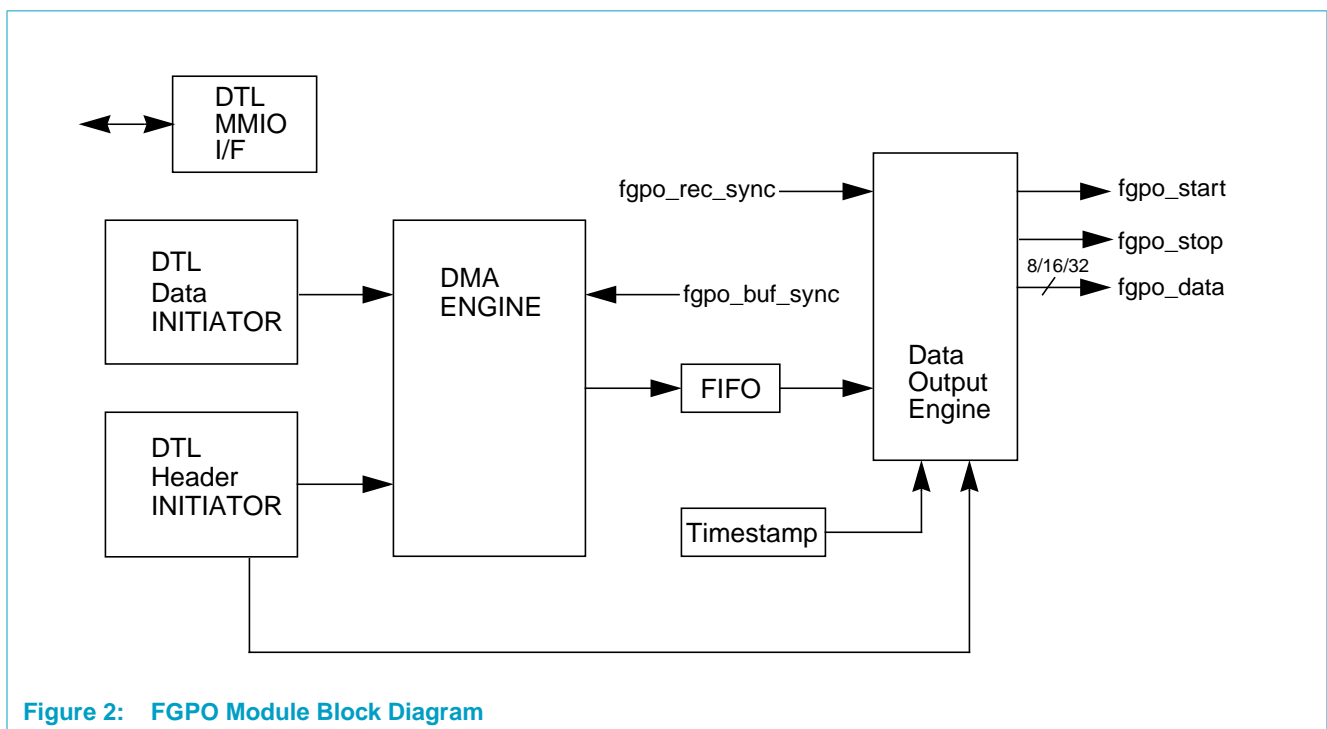 DTL
MMIO
I/F
fgpo_rec_sync
fgpo_start
fgpo_stop
8/16/32
fgpo_data
DTL
Data
INITIATOR
DMA
ENGINE
fgpo_buf_sync
FIFO
Data
Output
Engine
DTL
Header
INITIATOR
Timestamp
Figure 2: FGPO Module Block Diagram